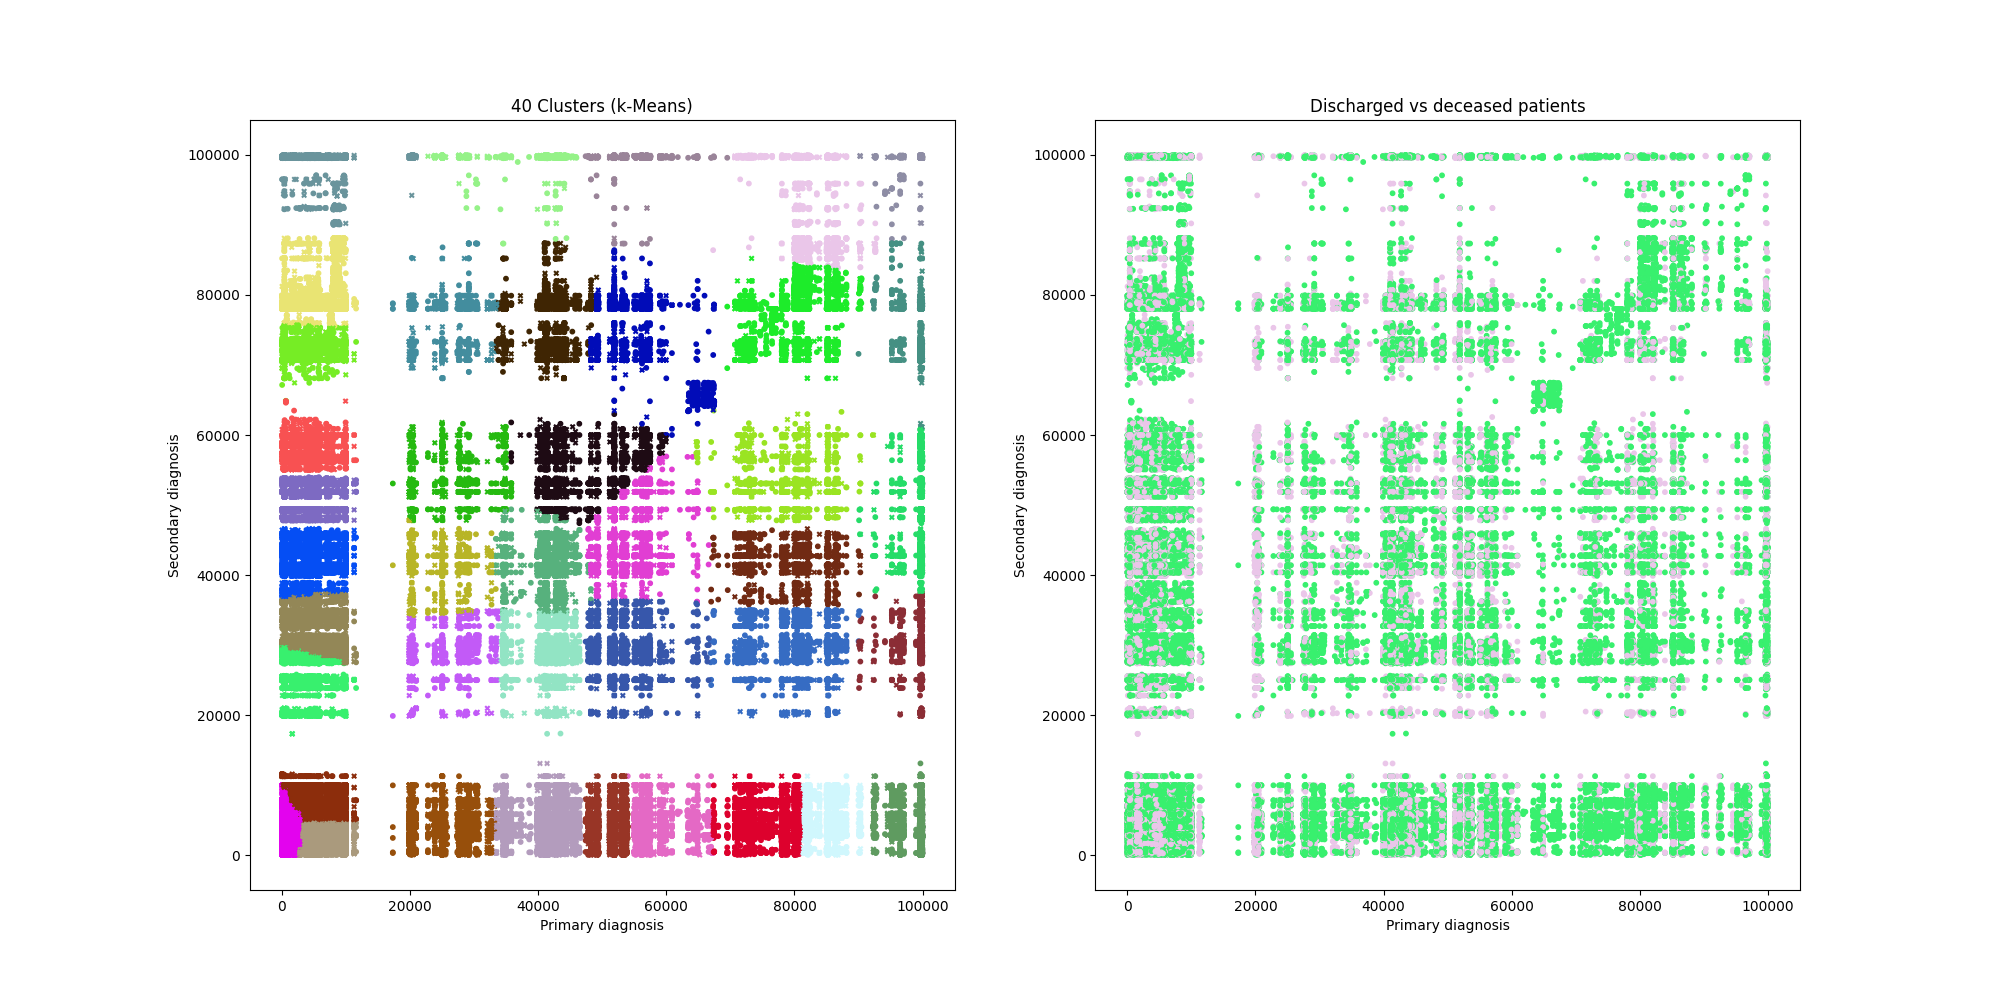 40 Clusters (k-Means)
Secondary diagnosis
100000
80000
60000
40000
20000
0
0 20000 40000 60000 80000 100000
Primary diagnosis
Discharged vs deceased patients
Secondary diagnosis
100000
80000
60000
40000
20000
0
0 20000 40000 60000 80000 100000
Primary diagnosis